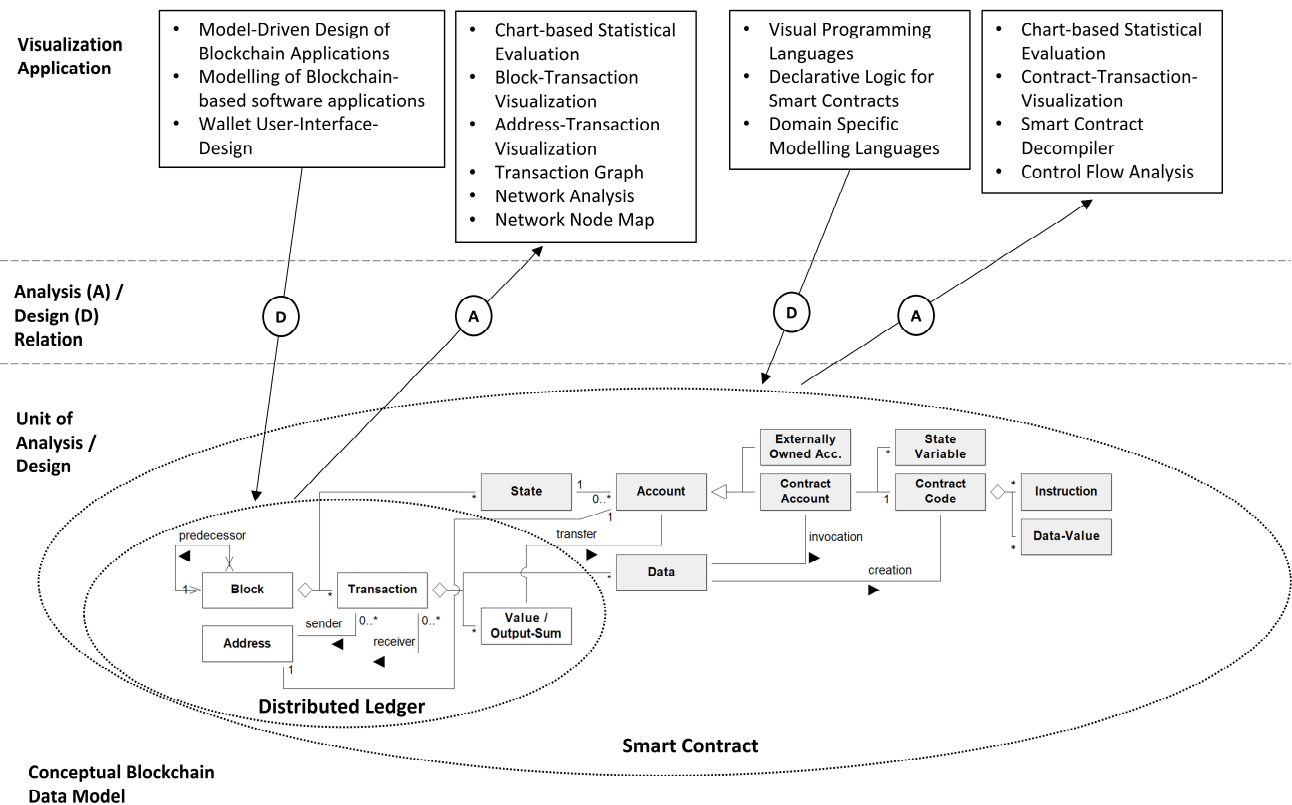 Visualization
Application
• Model-Driven Design of
Blockchain Applications
• Modelling of Blockchain-
based software applications
• Wallet User-Interface-
Design
• Chart-based Statistical
Evaluation
• Block-Transaction
Visualization
• Address-Transaction
Visualization
• Transaction Graph
• Network Analysis
• Network Node Map
• Visual Programming
Languages
• Declarative Logic for
Smart Contracts
• Domain Specific
Modelling Languages
• Chart-based Statistical
Evaluation
• Contract-Transaction-
Visualization
• Smart Contract
Decompiler
• Control Flow Analysis
Analysis (A) /
Design (D)
Relation
D
A
D
A
Unit of
Analysis /
Design
Externally
Owned Acc.
State
Variable
*
State
1
0..*
Account
Contract
Account
1
Contract
Code
*
Instruction
*
1
predecessor
transfer
invocation
Data-Value
*
Block
1
*
Transaction
*
Data
creation
sender
0..*
0..*
receiver
*
Value /
Output-Sum
Address
1
Distributed Ledger
Smart Contract
Conceptual Blockchain
Data Model